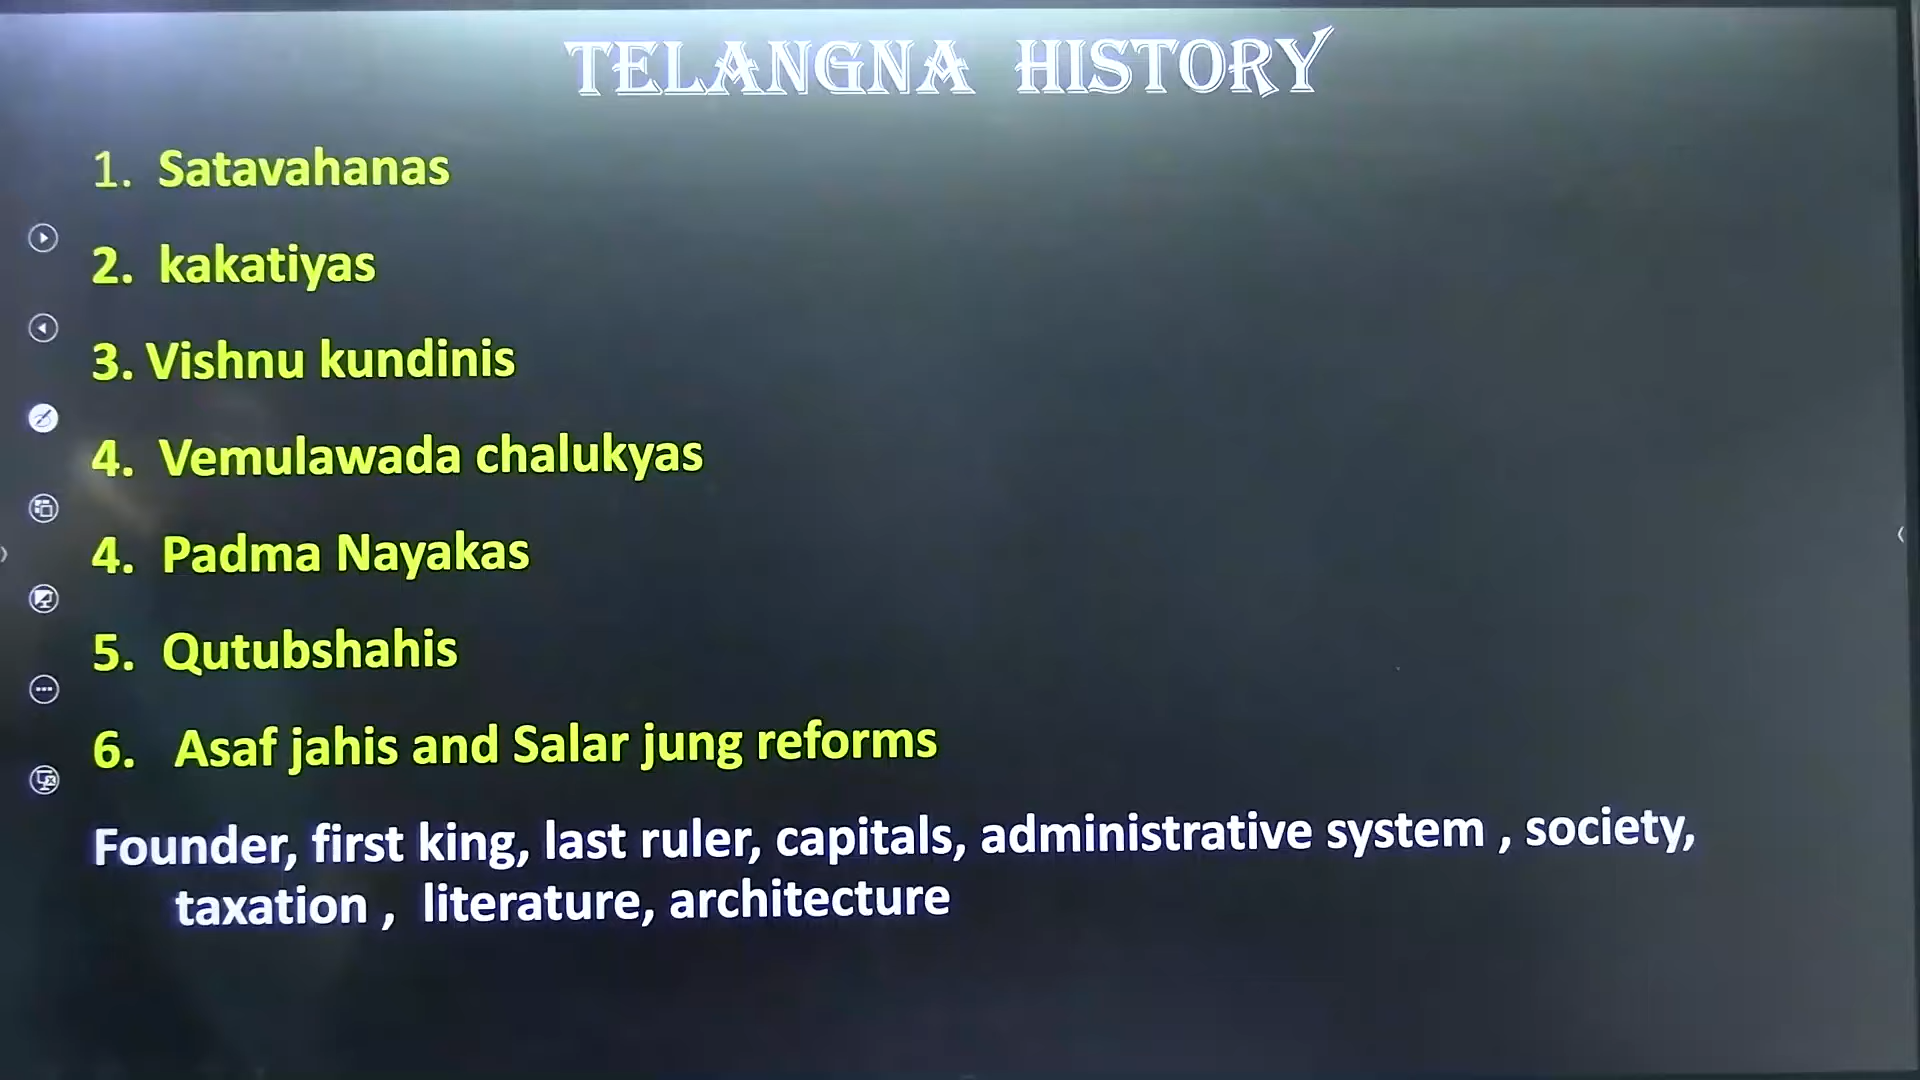 TELANGNA HISTORY
1. Satavahanas
2. kakatiyas
3. Vishnu kundinis
4. Vemulawada chalukyas
4. Padma Nayakas
5. Qutubshahis
6. Asaf jahis and Salar jung reforms
Founder, first king, last ruler, capitals, administrative system , society,
taxation , literature, architecture